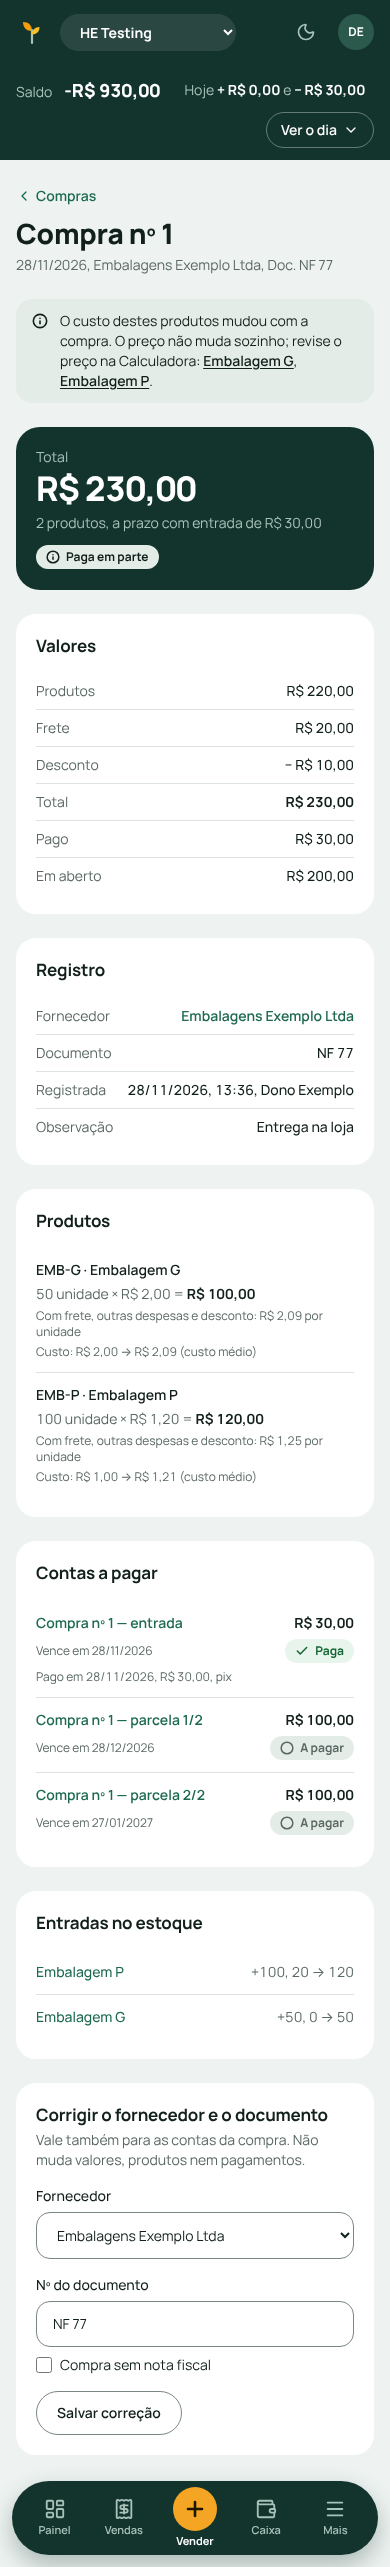 HE Testing
DE
Saldo -R$ 930,00 Hoje + R$ 0,00 e − R$ 30,00
Ver o dia
Compras
Compra nº 1
28/11/2026, Embalagens Exemplo Ltda, Doc. NF 77
O custo destes produtos mudou com a
compra. O preço não muda sozinho; revise o
preço na Calculadora: Embalagem G,
Embalagem P.
Total
R$ 230,00
2 produtos, a prazo com entrada de R$ 30,00
Paga em parte
Valores
Produtos R$ 220,00
Frete R$ 20,00
Desconto − R$ 10,00
Total R$ 230,00
Pago R$ 30,00
Em aberto R$ 200,00
Registro
Fornecedor Embalagens Exemplo Ltda
Documento NF 77
Registrada 28/11/2026, 13:36, Dono Exemplo
Observação Entrega na loja
Produtos
EMB-G · Embalagem G
50 unidade × R$ 2,00 = R$ 100,00
Com frete, outras despesas e desconto: R$ 2,09 por
unidade
Custo: R$ 2,00 → R$ 2,09 (custo médio)
EMB-P · Embalagem P
100 unidade × R$ 1,20 = R$ 120,00
Com frete, outras despesas e desconto: R$ 1,25 por
unidade
Custo: R$ 1,00 → R$ 1,21 (custo médio)
Contas a pagar
Compra nº 1 — entrada R$ 30,00
Vence em 28/11/2026 Paga
Pago em 28/11/2026, R$ 30,00, pix
Compra nº 1 — parcela 1/2 R$ 100,00
Vence em 28/12/2026 A pagar
Compra nº 1 — parcela 2/2 R$ 100,00
Vence em 27/01/2027 A pagar
Entradas no estoque
Embalagem P +100, 20 → 120
Embalagem G +50, 0 → 50
Corrigir o fornecedor e o documento
Vale também para as contas da compra. Não
muda valores, produtos nem pagamentos.
Fornecedor
Embalagens Exemplo Ltda
Nº do documento
NF 77
Compra sem nota fiscal
Salvar correção
Painel Vendas Vender Caixa Mais